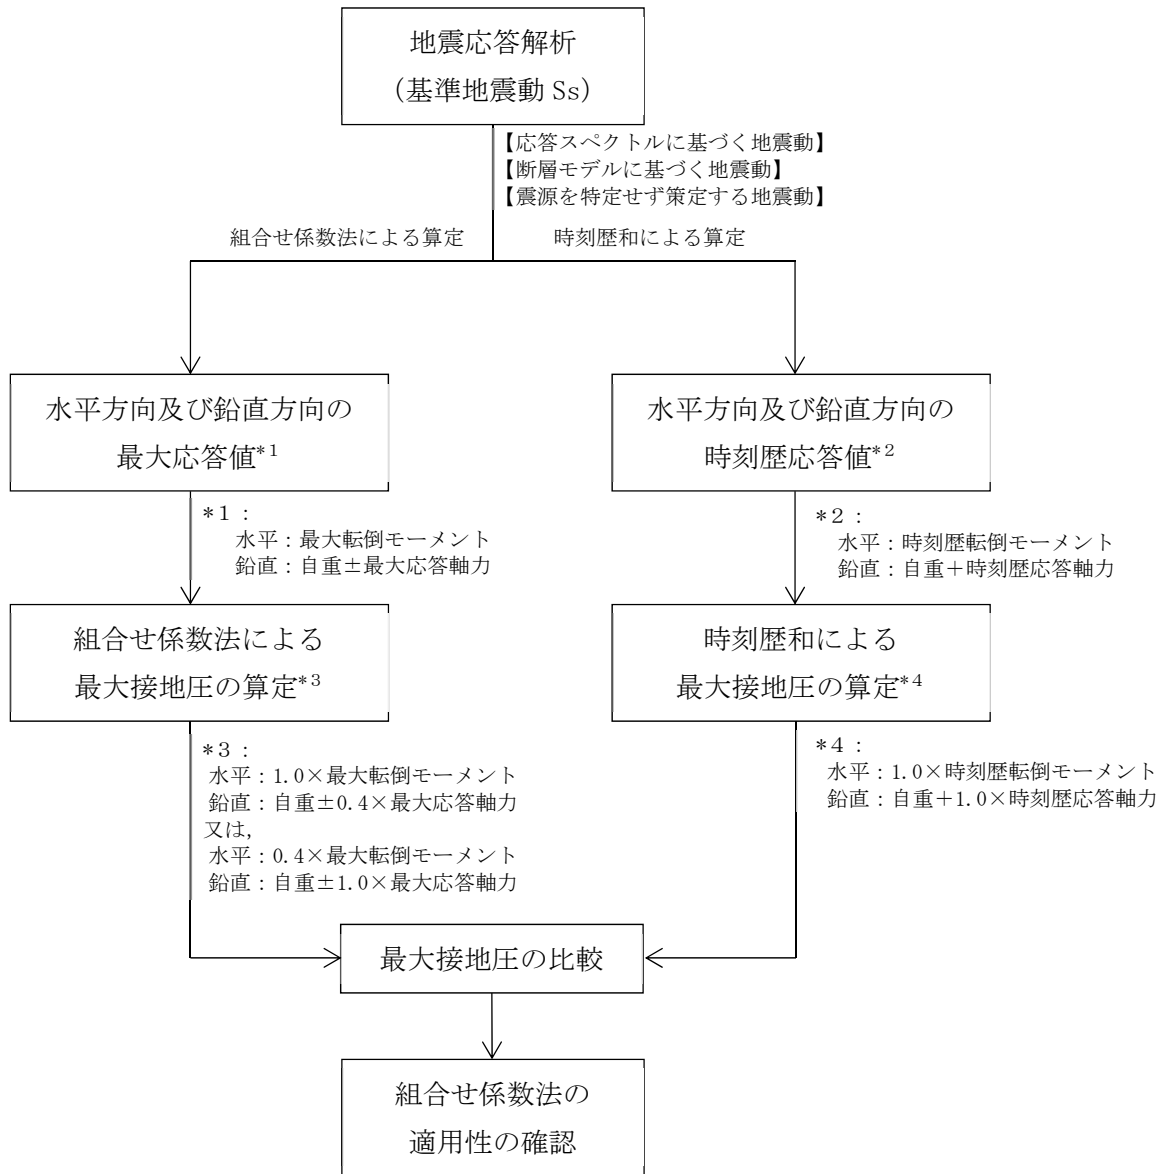 地震応答解析
（基準地震動 Ss）
【応答スペクトルに基づく地震動】
【断層モデルに基づく地震動】
【震源を特定せず策定する地震動】
組合せ係数法による算定
時刻歴和による算定
水平方向及び鉛直方向の
最大応答値*1
水平方向及び鉛直方向の
時刻歴応答値*2
*1：
水平：最大転倒モーメント
鉛直：自重±最大応答軸力
*2：
水平：時刻歴転倒モーメント
鉛直：自重＋時刻歴応答軸力
組合せ係数法による
最大接地圧の算定*3
時刻歴和による
最大接地圧の算定*4
*3：
水平：1.0×最大転倒モーメント
鉛直：自重±0.4×最大応答軸力
又は，
水平：0.4×最大転倒モーメント
鉛直：自重±1.0×最大応答軸力
*4：
水平：1.0×時刻歴転倒モーメント
鉛直：自重＋1.0×時刻歴応答軸力
最大接地圧の比較
組合せ係数法の
適用性の確認